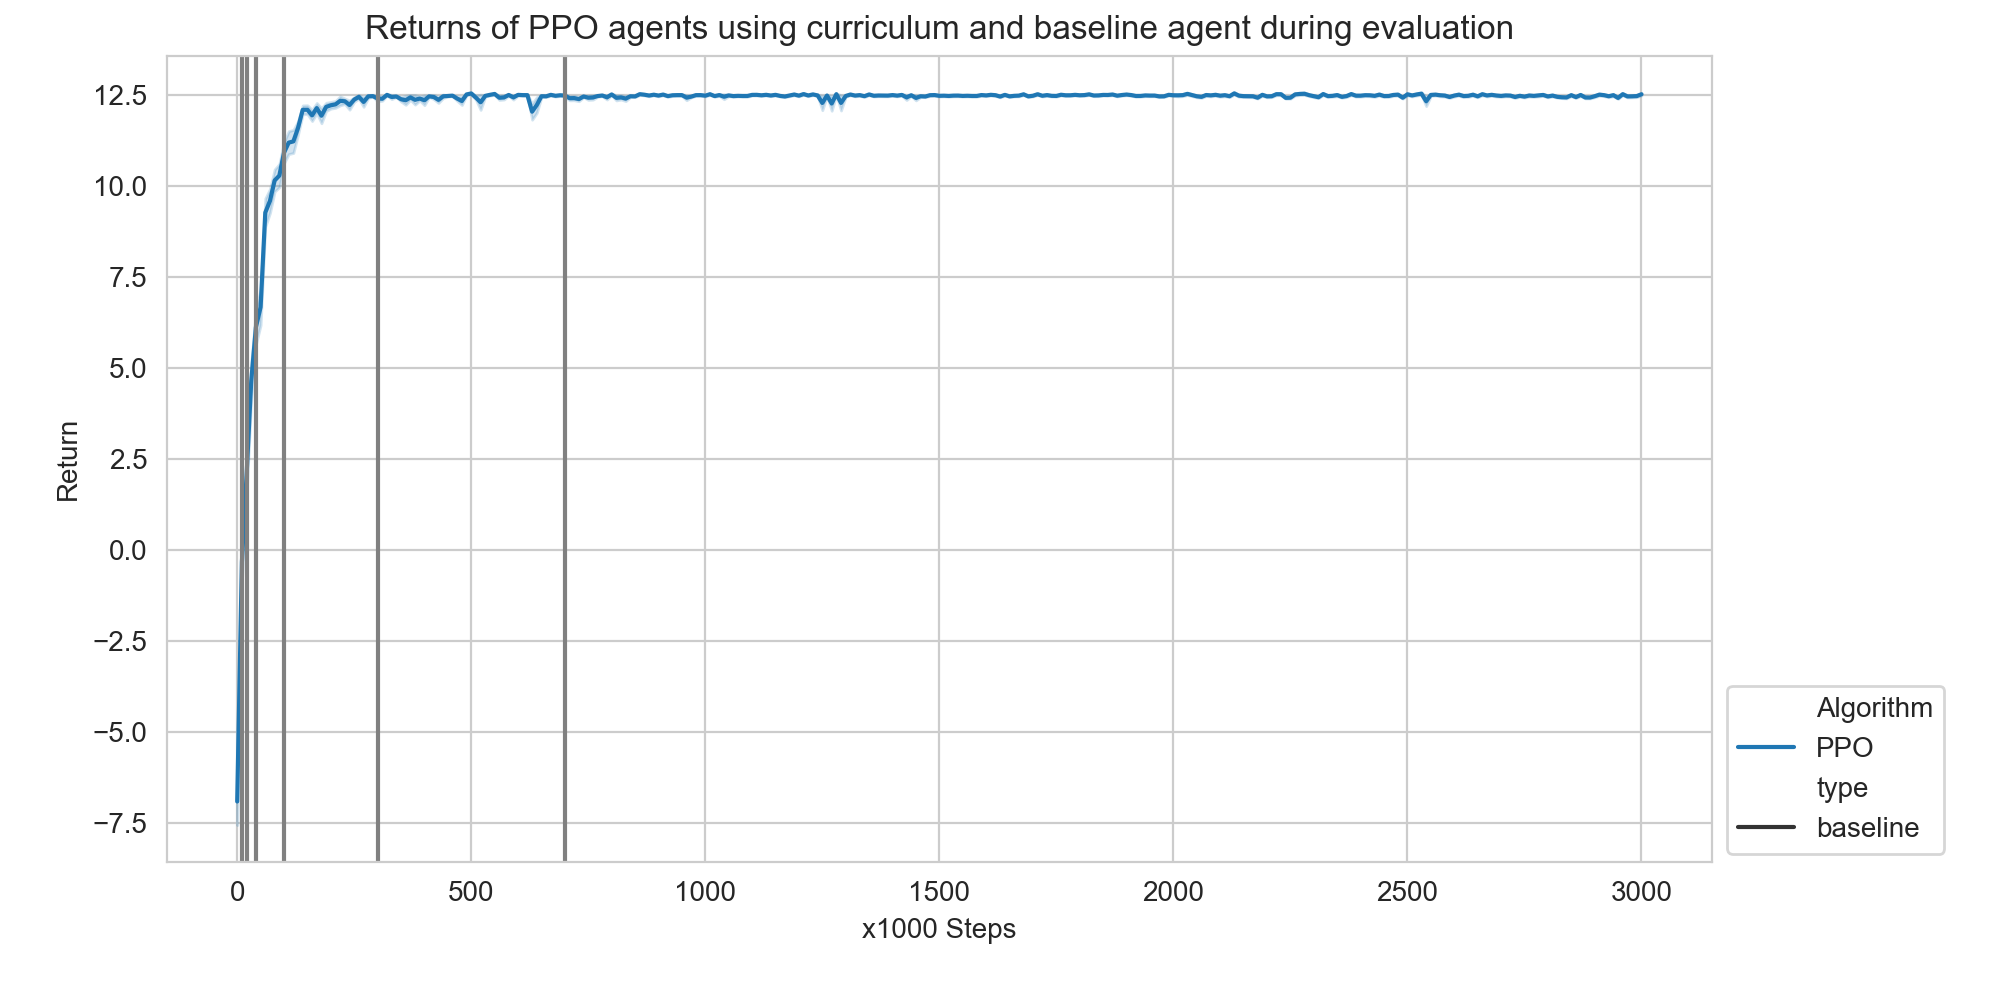 Returns of PPO agents using curriculum and baseline agent during evaluation
12.5
10.0
7.5
5.0
2.5
0.0
−2.5
−5.0
−7.5
Return
0 500 1000 1500 2000 2500 3000
x1000 Steps
Algorithm
PPO
type
baseline